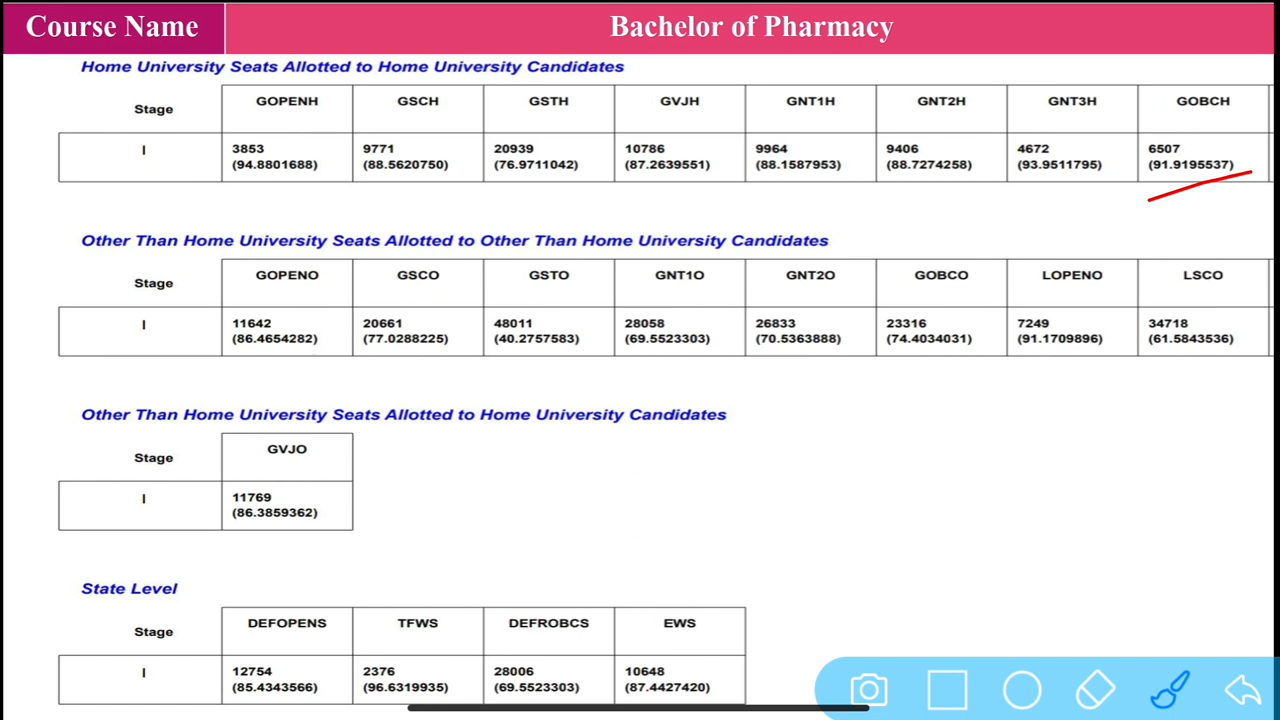 Course Name Bachelor of Pharmacy
Home University Seats Allotted to Home University Candidates
Stage GOPENH GSCH GSTH GVJH GNT1H GNT2H GNT3H GOBCH
I 3853 9771 20939 10786 9964 9406 4672 6507
(94.8801688) (88.5620750) (76.9711042) (87.2639551) (88.1587953) (88.7274258) (93.9511795) (91.9195537)
Other Than Home University Seats Allotted to Other Than Home University Candidates
Stage GOPENO GSCO GSTO GNT1O GNT2O GOBCO LOPENO LSCO
I 11642 20661 48011 28058 26833 23316 7249 34718
(86.4654282) (77.0288225) (40.2757583) (69.5523303) (70.5363888) (74.4034031) (91.1709896) (61.5843536)
Other Than Home University Seats Allotted to Home University Candidates
Stage GVJO
I 11769
(86.3859362)
State Level
Stage DEFOPENS TFWS DEFROBCS EWS
I 12754 2376 28006 10648
(85.4343566) (96.6319935) (69.5523303) (87.4427420)